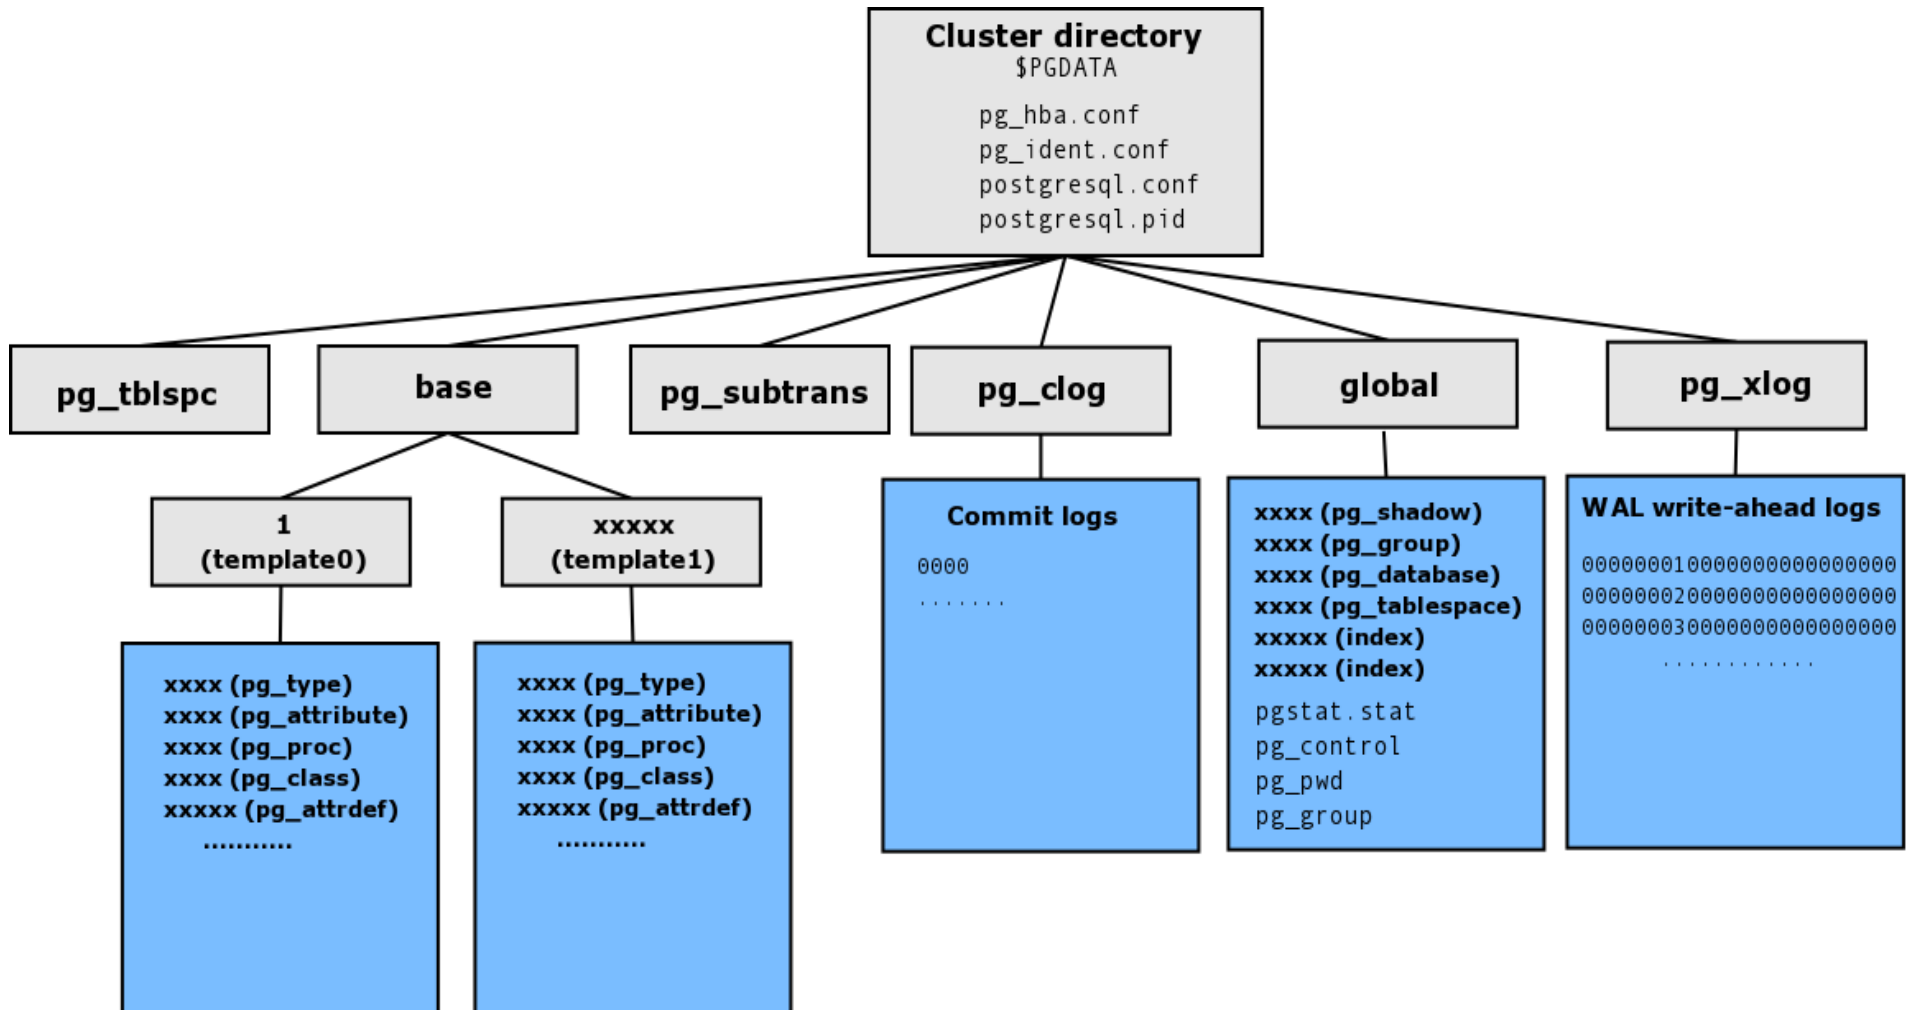 Cluster directory
$PGDATA
pg_hba.conf
pg_ident.conf
postgresql.conf
postgresql.pid
pg_tblspc
base
pg_subtrans
pg_clog
global
pg_xlog
1
(template0)
xxxxx
(template1)
xxxx (pg_type)
xxxx (pg_attribute)
xxxx (pg_proc)
xxxx (pg_class)
xxxxx (pg_attrdef)
...........
xxxx (pg_type)
xxxx (pg_attribute)
xxxx (pg_proc)
xxxx (pg_class)
xxxxx (pg_attrdef)
...........
Commit logs
0000
.......
xxxx (pg_shadow)
xxxx (pg_group)
xxxx (pg_database)
xxxx (pg_tablespace)
xxxxx (index)
xxxxx (index)
pgstat.stat
pg_control
pg_pwd
pg_group
WAL write-ahead logs
000000010000000000000000
000000020000000000000000
000000030000000000000000
............